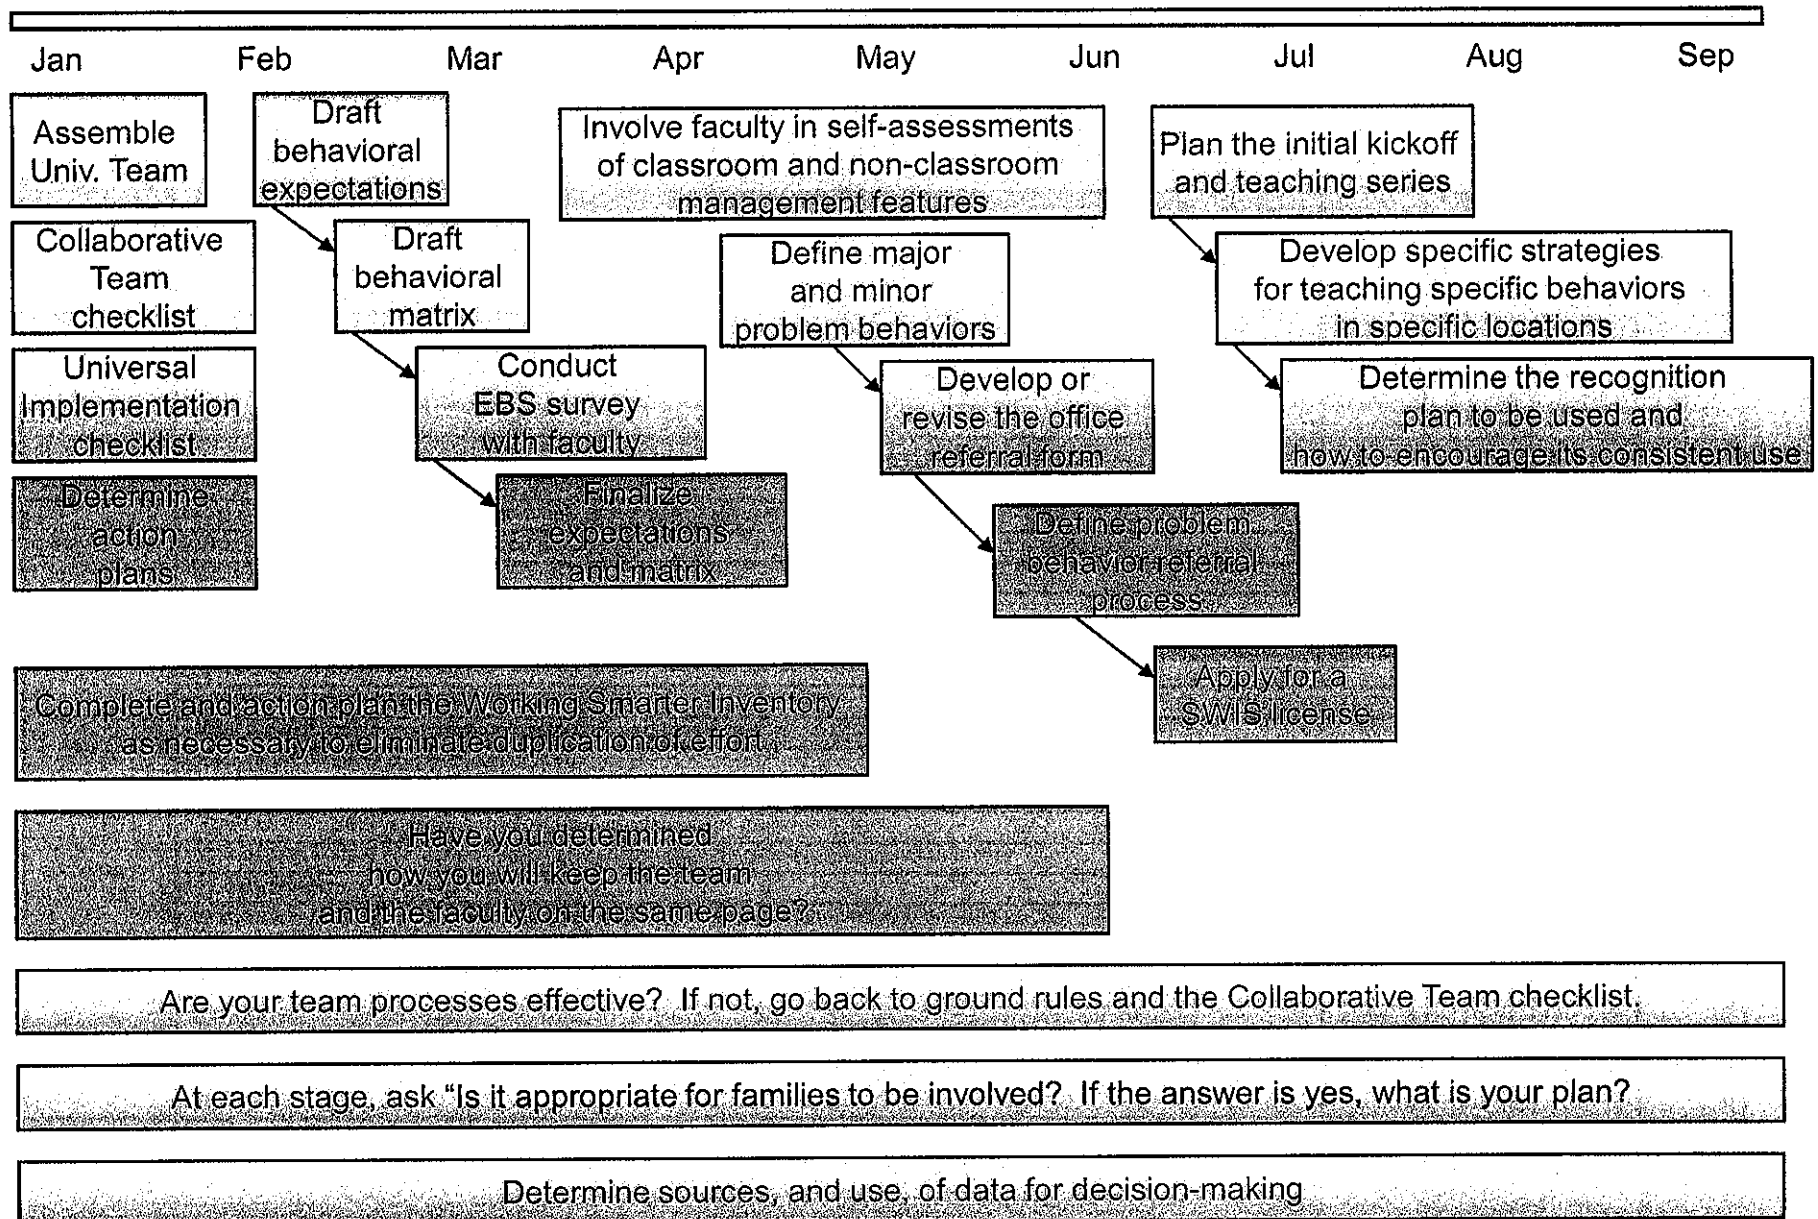 Jan Feb Mar Apr May Jun Jul Aug Sep
Assemble
Univ. Team
Collaborative
Team
checklist
Universal
Implementation
checklist
Determine
action
plans
Draft
behavioral
expectations
Draft
behavioral
matrix
Conduct
EBS survey
with faculty
Finalize
expectations
and matrix
Involve faculty in self-assessments
of classroom and non-classroom
management features
Define major
and minor
problem behaviors
Develop or
revise the office
referral form
Define problem
behavior referral
process
Apply for a
SWIS license
Plan the initial kickoff
and teaching series
Develop specific strategies
for teaching specific behaviors
in specific locations
Determine the recognition
plan to be used and
how to encourage its consistent use
Complete and action plan the Working Smarter Inventory
as necessary to eliminate duplication of effort
Have you determined
how you will keep the team
and the faculty on the same page?
Are your team processes effective? If not, go back to ground rules and the Collaborative Team checklist.
At each stage, ask “Is it appropriate for families to be involved? If the answer is yes, what is your plan?
Determine sources, and use, of data for decision-making